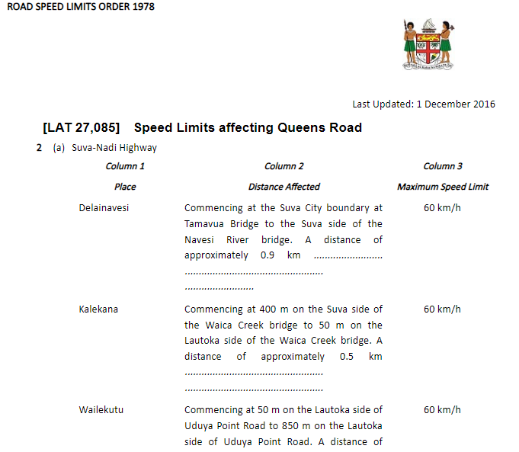 ROAD SPEED LIMITS ORDER 1978
Last Updated: 1 December 2016
[LAT 27,085] Speed Limits affecting Queens Road
2 (a) Suva-Nadi Highway
Column 1 Column 2 Column 3
Place Distance Affected Maximum Speed Limit
Delainavesi Commencing at the Suva City boundary at 60 km/h
Tamavua Bridge to the Suva side of the
Navesi River bridge. A distance of
approximately 0.9 km ........................
................................................
........................
Kalekana Commencing at 400 m on the Suva side of 60 km/h
the Waica Creek bridge to 50 m on the
Lautoka side of the Waica Creek bridge. A
distance of approximately 0.5 km
................................................
................................................
Wailekutu Commencing at 50 m on the Lautoka side of 60 km/h
Uduya Point Road to 850 m on the Lautoka
side of Uduya Point Road. A distance of